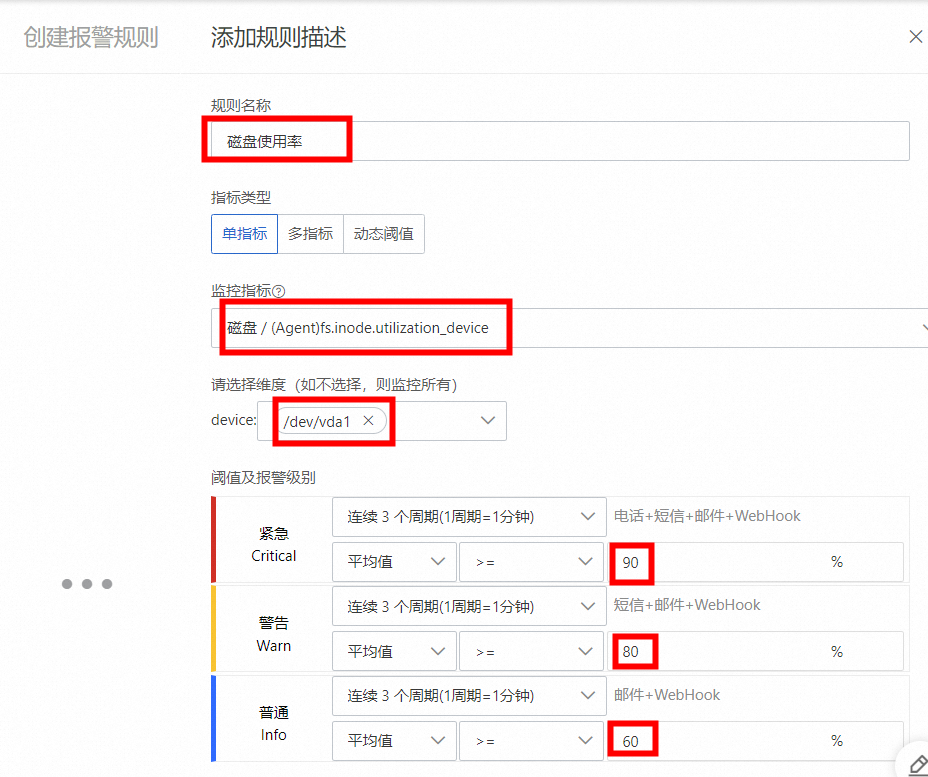 创建报警规则 添加规则描述
规则名称
磁盘使用率
指标类型
单指标 多指标 动态阈值
监控指标?
磁盘 / (Agent)fs.inode.utilization_device
请选择维度（如不选择，则监控所有）
device: /dev/vda1
阈值及报警级别
紧急
Critical
连续 3 个周期(1周期=1分钟) 电话+短信+邮件+WebHook
平均值 >= 90 %
警告
Warn
连续 3 个周期(1周期=1分钟) 短信+邮件+WebHook
平均值 >= 80 %
普通
Info
连续 3 个周期(1周期=1分钟) 邮件+WebHook
平均值 >= 60 %